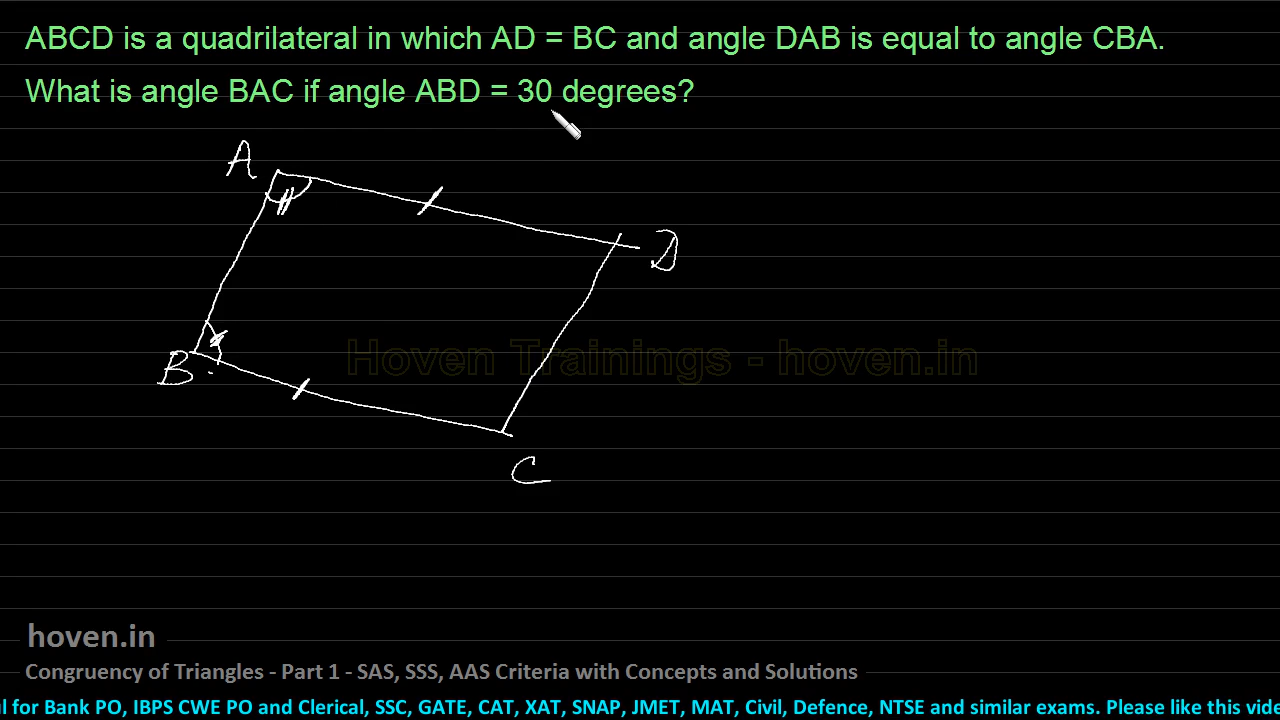 ABCD is a quadrilateral in which AD = BC and angle DAB is equal to angle CBA.
What is angle BAC if angle ABD = 30 degrees?
A
D
Hoven Trainings - hoven.in
B
C
hoven.in
Congruency of Triangles - Part 1 - SAS, SSS, AAS Criteria with Concepts and Solutions
for Bank PO, IBPS CWE PO and Clerical, SSC, GATE, CAT, XAT, SNAP, JMET, MAT, Civil, Defence, NTSE and similar exams. Please like this